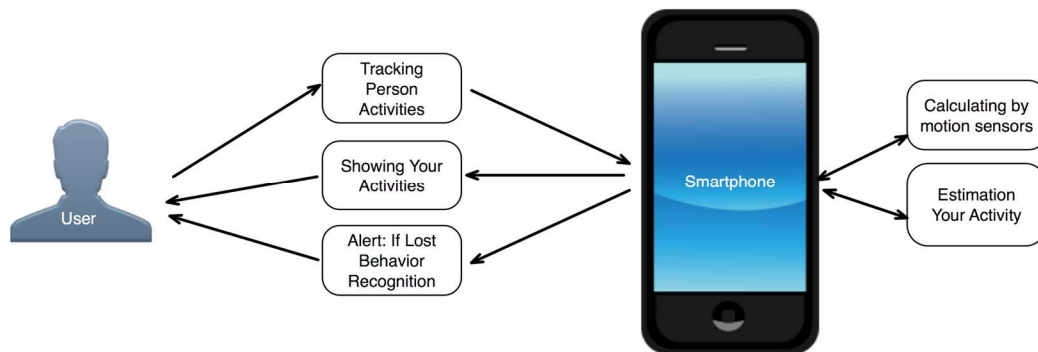 Tracking
Person
Activities
Showing Your
Activities
Alert: If Lost
Behavior
Recognition
User
Smartphone
Calculating by
motion sensors
Estimation
Your Activity